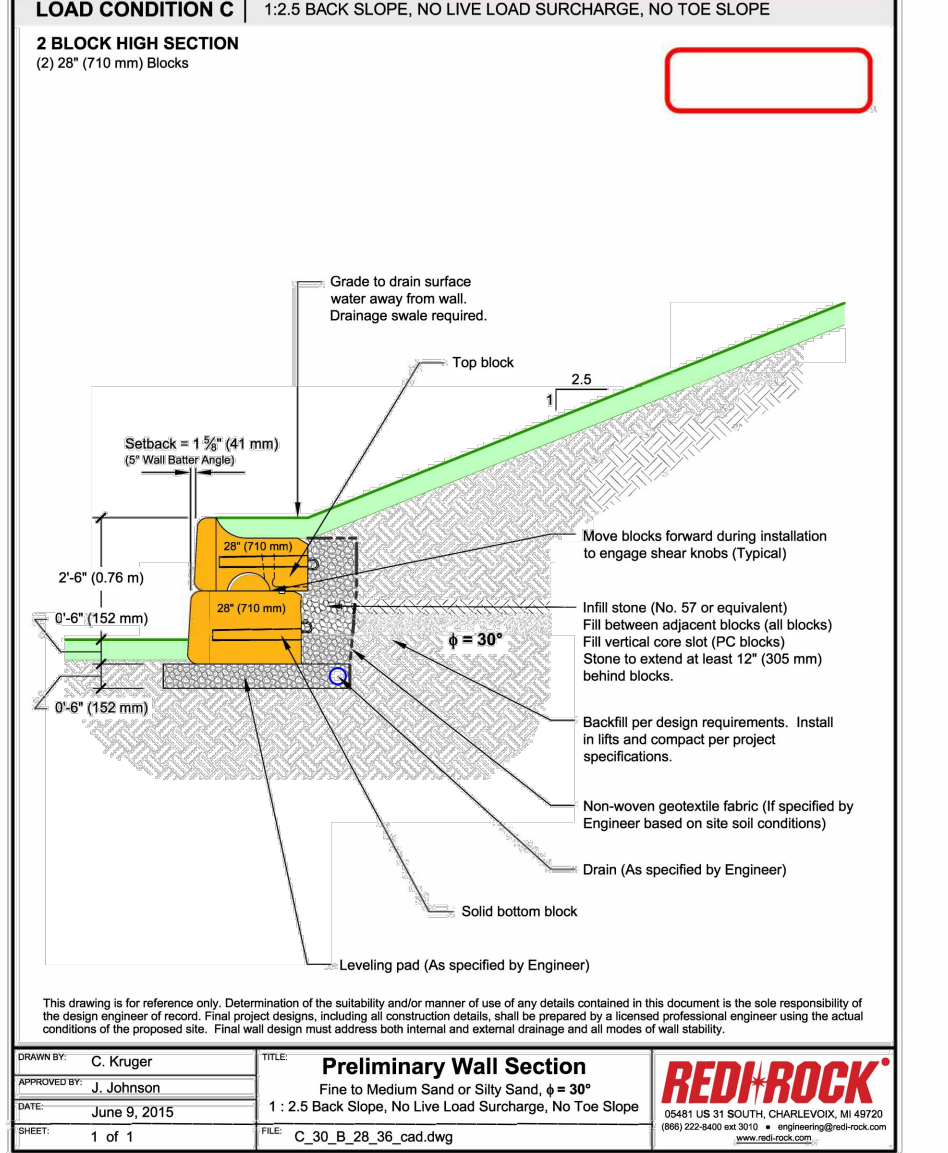 LOAD CONDITION C 1:2.5 BACK SLOPE, NO LIVE LOAD SURCHARGE, NO TOE SLOPE
2 BLOCK HIGH SECTION
(2) 28" (710 mm) Blocks
Grade to drain surface
water away from wall.
Drainage swale required.
Top block
2.5
1
Setback = 1 5/8" (41 mm)
(5° Wall Batter Angle)
28" (710 mm)
Move blocks forward during installation
to engage shear knobs (Typical)
2'-6" (0.76 m)
28" (710 mm)
Infill stone (No. 57 or equivalent)
Fill between adjacent blocks (all blocks)
Fill vertical core slot (PC blocks)
Stone to extend at least 12" (305 mm)
behind blocks.
0'-6" (152 mm)
ϕ = 30°
0'-6" (152 mm)
Backfill per design requirements. Install
in lifts and compact per project
specifications.
Non-woven geotextile fabric (If specified by
Engineer based on site soil conditions)
Drain (As specified by Engineer)
Solid bottom block
Leveling pad (As specified by Engineer)
This drawing is for reference only. Determination of the suitability and/or manner of use of any details contained in this document is the sole responsibility of
the design engineer of record. Final project designs, including all construction details, shall be prepared by a licensed professional engineer using the actual
conditions of the proposed site. Final wall design must address both internal and external drainage and all modes of wall stability.
DRAWN BY: C. Kruger
APPROVED BY: J. Johnson
DATE: June 9, 2015
SHEET: 1 of 1
TITLE: Preliminary Wall Section
Fine to Medium Sand or Silty Sand, ϕ = 30°
1 : 2.5 Back Slope, No Live Load Surcharge, No Toe Slope
FILE: C_30_B_28_36_cad.dwg
REDI ROCK
05481 US 31 SOUTH, CHARLEVOIX, MI 49720
(866) 222-8400 ext 3010 • engineering@redi-rock.com
www.redi-rock.com